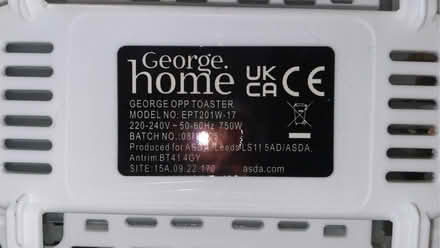 George.
home
UK
CA
CE
GEORGE OPP TOASTER
MODEL NO: EPT201W-17
220-240V ~ 50-60Hz 750W
BATCH NO.:
Produced for ASDA, Leeds LS11 5AD/ASDA,
Antrim BT41 4GY
SITE: 15A.09.22.170 asda.com